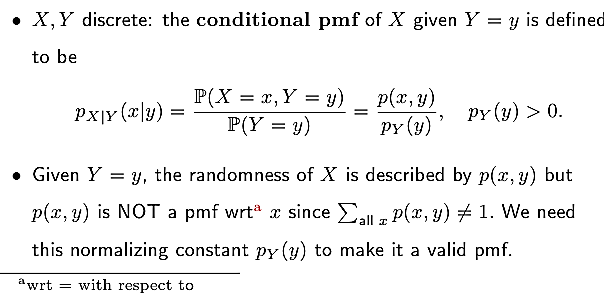 • X, Y discrete: the conditional pmf of X given Y = y is defined
to be
p_{X|Y}(x|y) = \frac{ℙ(X = x, Y = y)}{ℙ(Y = y)} = \frac{p(x, y)}{p_Y(y)}, p_Y(y) > 0.
• Given Y = y, the randomness of X is described by p(x, y) but
p(x, y) is NOT a pmf wrt^a x since ∑_{all x} p(x, y) ≠ 1. We need
this normalizing constant p_Y(y) to make it a valid pmf.
^a wrt = with respect to